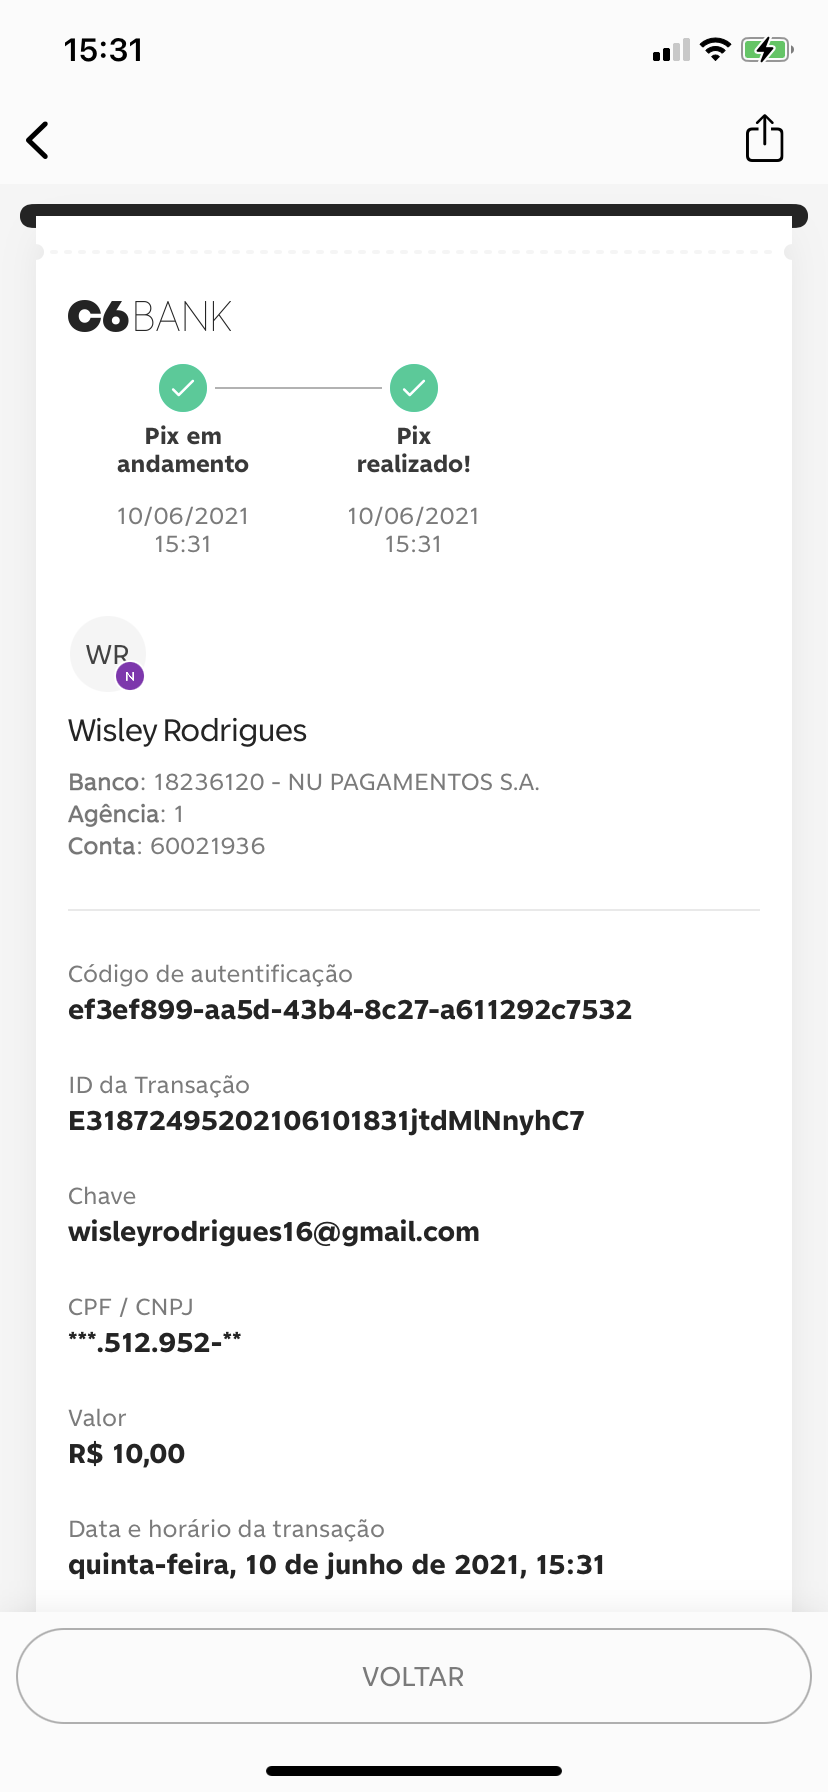 15:31
C6BANK
Pix em
andamento
10/06/2021
15:31
Pix
realizado!
10/06/2021
15:31
WR
N
Wisley Rodrigues
Banco: 18236120 - NU PAGAMENTOS S.A.
Agência: 1
Conta: 60021936
Código de autentificação
ef3ef899-aa5d-43b4-8c27-a611292c7532
ID da Transação
E31872495202106101831jtdMlNnyhC7
Chave
wisleyrodrigues16@gmail.com
CPF / CNPJ
***.512.952-**
Valor
R$ 10,00
Data e horário da transação
quinta-feira, 10 de junho de 2021, 15:31
VOLTAR